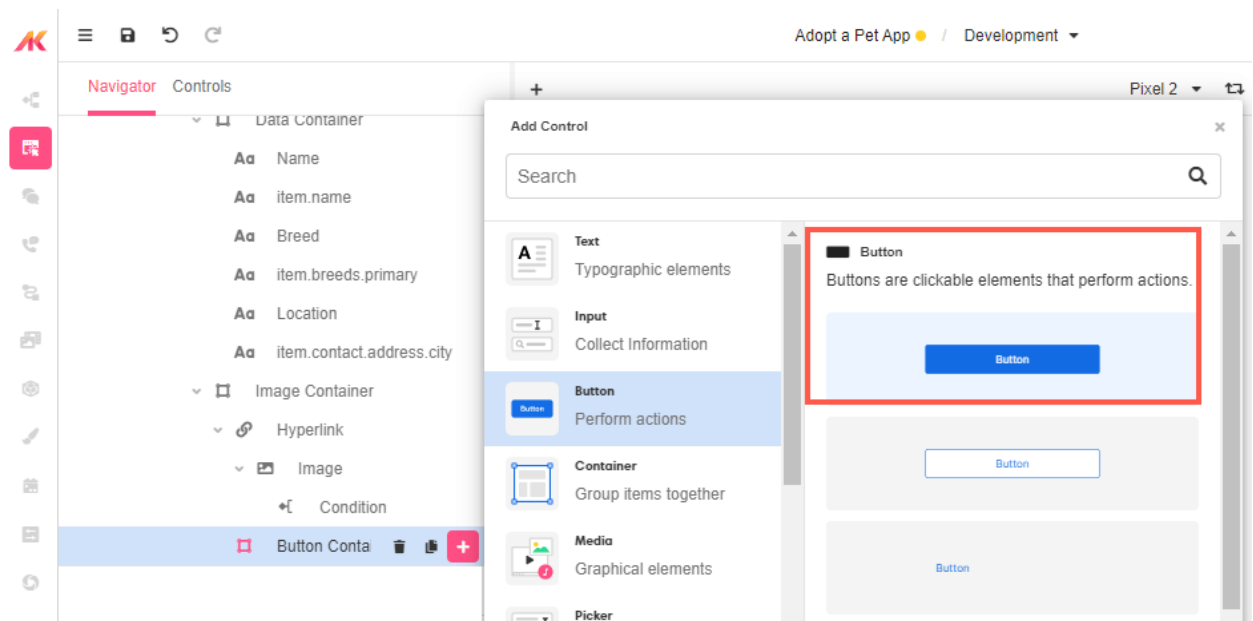 Adopt a Pet App / Development
Navigator Controls
Pixel 2
Data Container
Aa Name
Aa item.name
Aa Breed
Aa item.breeds.primary
Aa Location
Aa item.contact.address.city
Image Container
Hyperlink
Image
Condition
Button Contai
Add Control
Search
Text
Typographic elements
Input
Collect Information
Button
Button
Perform actions
Container
Group items together
Media
Graphical elements
Picker
Button
Buttons are clickable elements that perform actions.
Button
Button
Button